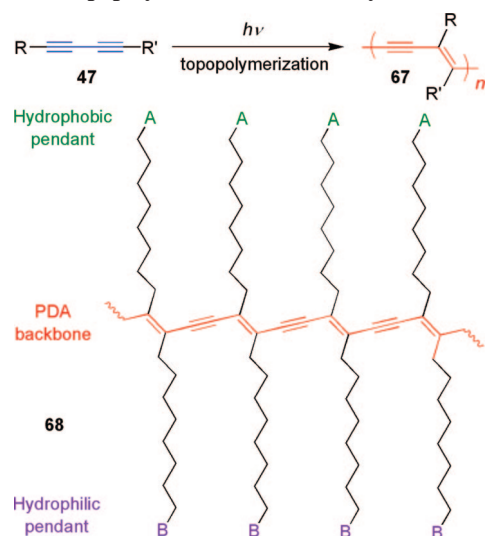 R R' hν R
47 topopolymerization 67 n
R'
Hydrophobic pendant A A A A
PDA backbone
68
Hydrophilic pendant B B B B